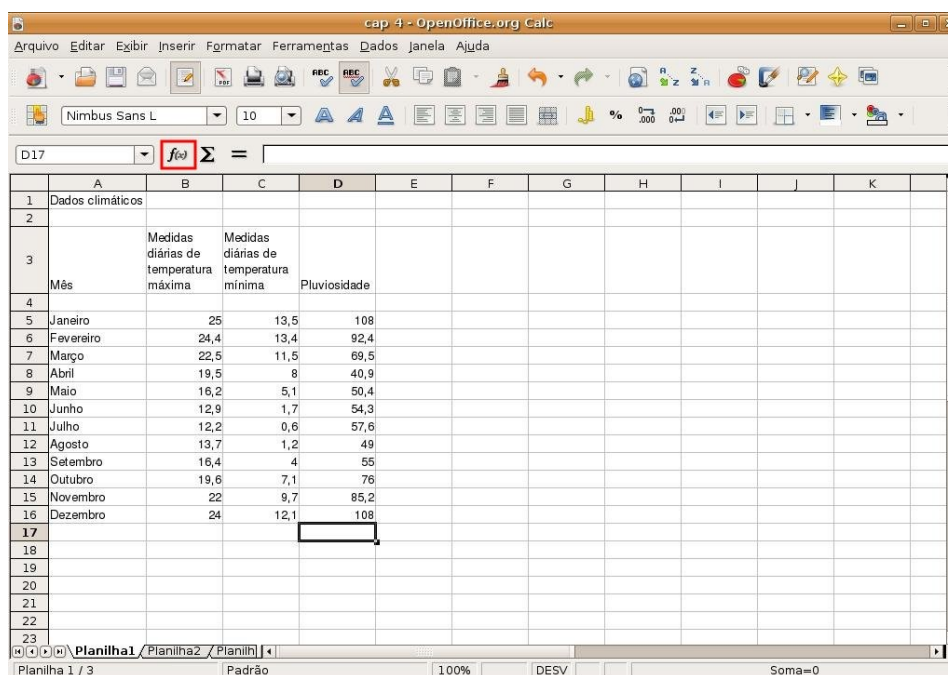 cap 4 - OpenOffice.org Calc
Arquivo Editar Exibir Inserir Formatar Ferramentas Dados Janela Ajuda
Nimbus Sans L 10
D17 f(x) Σ =
A B C D E F G H I J K
1 Dados climáticos
2
3 Mês Medidas diárias de temperatura máxima Medidas diárias de temperatura mínima Pluviosidade
4
5 Janeiro 25 13,5 108
6 Fevereiro 24,4 13,4 92,4
7 Março 22,5 11,5 69,5
8 Abril 19,5 8 40,9
9 Maio 16,2 5,1 50,4
10 Junho 12,9 1,7 54,3
11 Julho 12,2 0,6 57,6
12 Agosto 13,7 1,2 49
13 Setembro 16,4 4 55
14 Outubro 19,6 7,1 76
15 Novembro 22 9,7 85,2
16 Dezembro 24 12,1 108
17
18
19
20
21
22
23
Planilha1 Planilha2 Planilh
Planilha 1 / 3 Padrão 100% DESV Soma=0